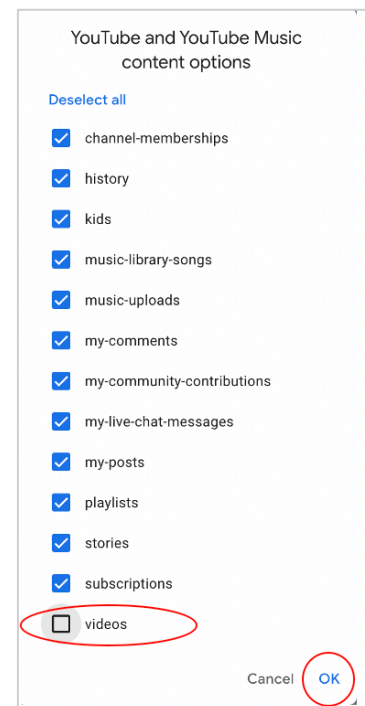 YouTube and YouTube Music
content options
Deselect all
channel-memberships
history
kids
music-library-songs
music-uploads
my-comments
my-community-contributions
my-live-chat-messages
my-posts
playlists
stories
subscriptions
videos
Cancel OK